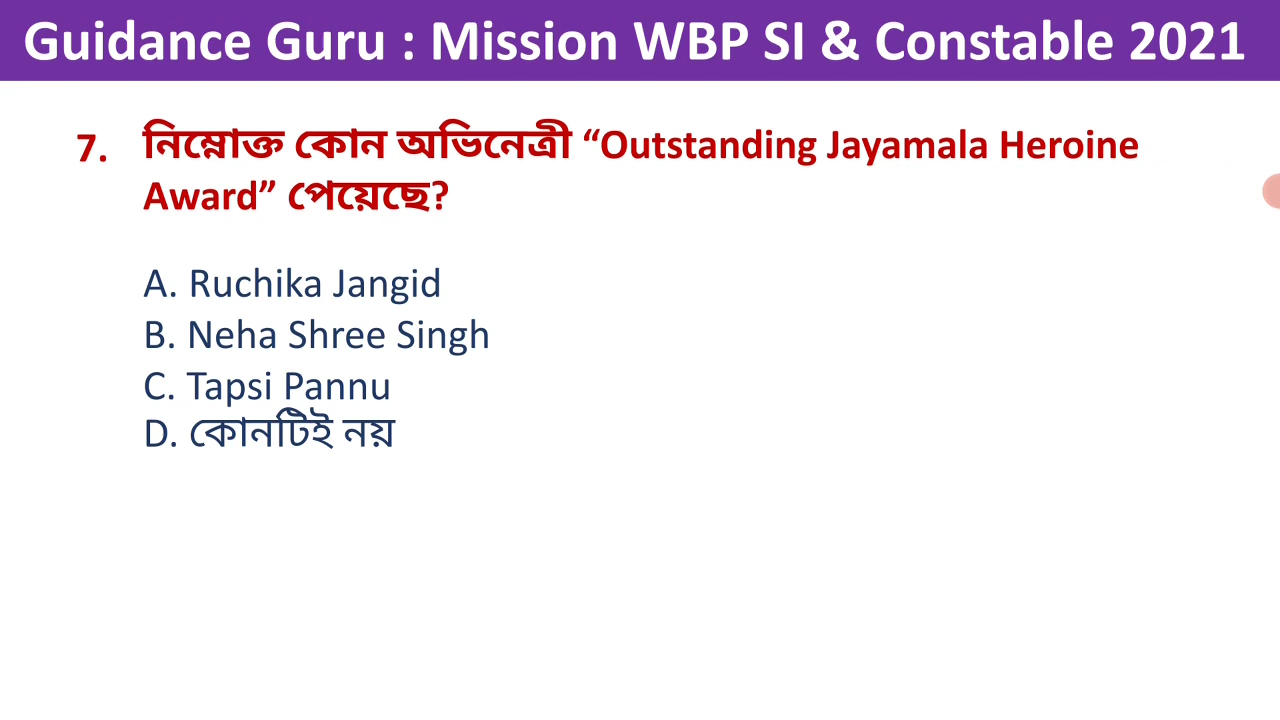 Guidance Guru : Mission WBP SI & Constable 2021
7. নিম্নোক্ত কোন অভিনেত্রী “Outstanding Jayamala Heroine
Award” পেয়েছে?
A. Ruchika Jangid
B. Neha Shree Singh
C. Tapsi Pannu
D. কোনটিই নয়